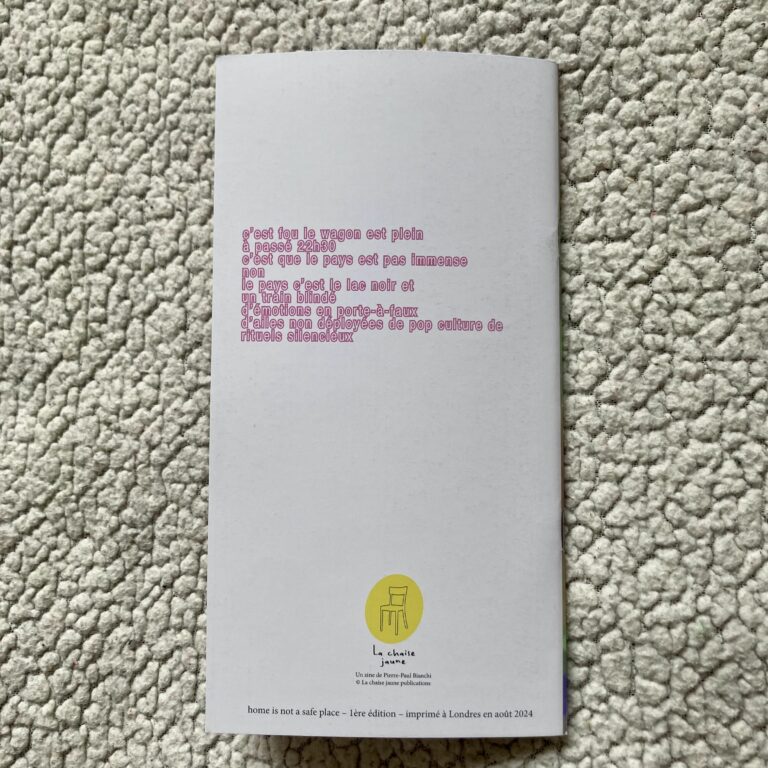 c'est fou le wagon est plein
à passé 22h30
c'est que le pays est pas immense
non
le pays c'est le lac noir et
un train blindé
d'émotions en porte-à-faux
d'ailes non déployées de pop culture de
rituels silencieux
La chaise
jaune
Un zine de Pierre-Paul Bianchi
© La chaise jaune publications
home is not a safe place – 1ère édition – imprimé à Londres en août 2024